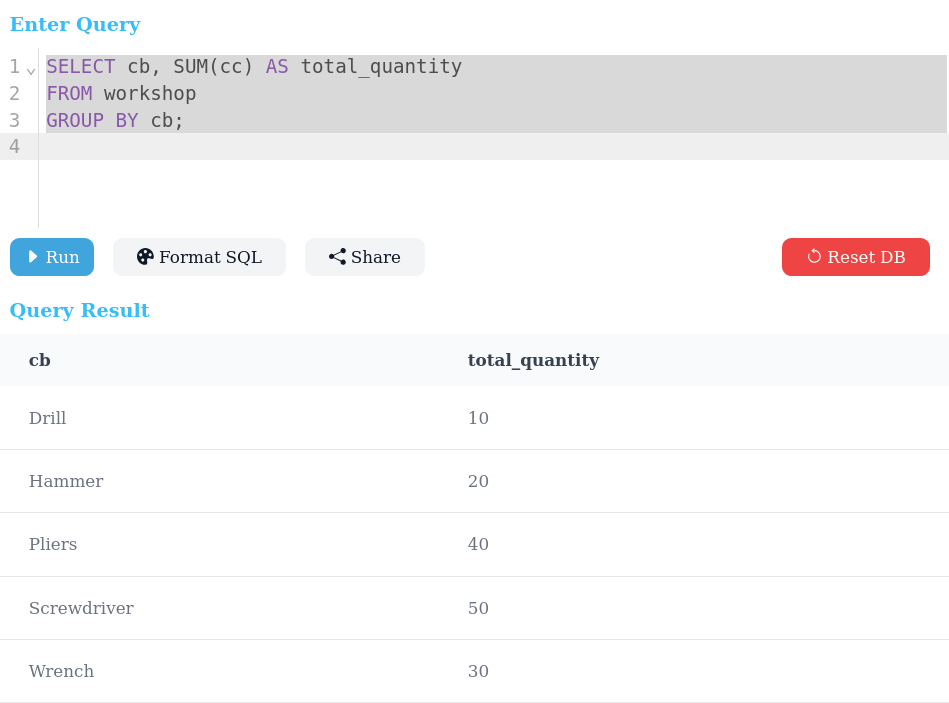 Enter Query
1 SELECT cb, SUM(cc) AS total_quantity
2 FROM workshop
3 GROUP BY cb;
4
Run Format SQL Share Reset DB
Query Result
cb total_quantity
Drill 10
Hammer 20
Pliers 40
Screwdriver 50
Wrench 30